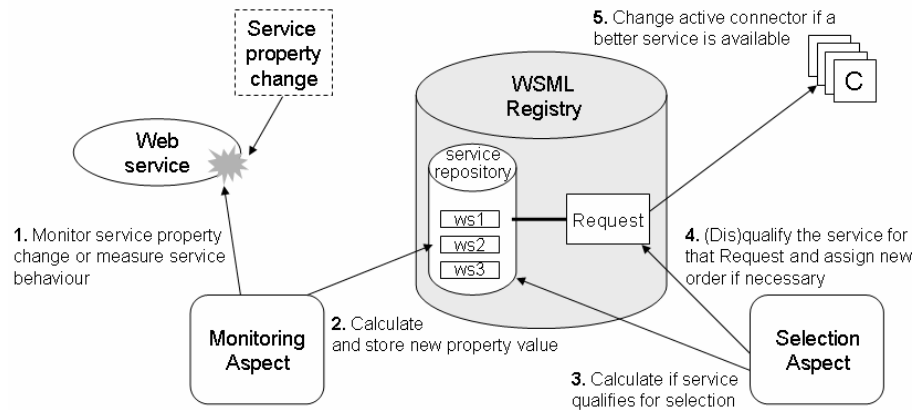 Service
property
change
5. Change active connector if a
better service is available
C
WSML
Registry
Web
service
service
repository
ws1
ws2
ws3
Request
1. Monitor service property
change or measure service
behaviour
4. (Dis)qualify the service for
that Request and assign new
order if necessary
Monitoring
Aspect
2. Calculate
and store new property value
Selection
Aspect
3. Calculate if service
qualifies for selection